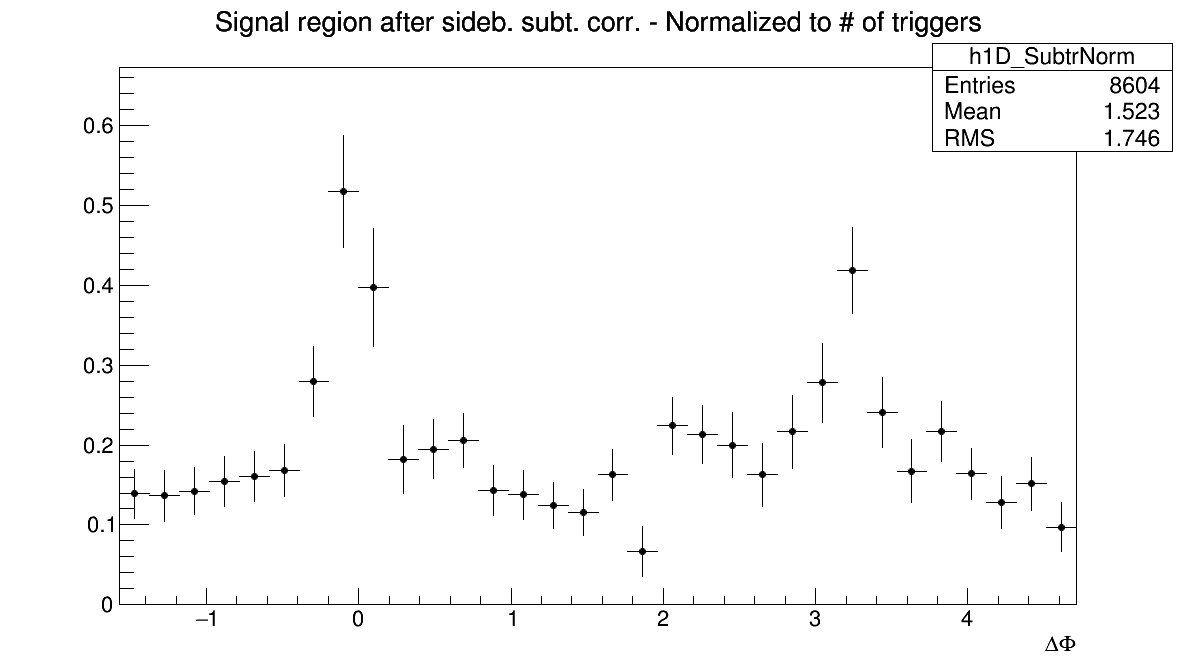 Signal region after sideb. subt. corr. - Normalized to # of triggers
h1D_SubtrNorm
Entries 8604
Mean 1.523
RMS 1.746
0.6
0.5
0.4
0.3
0.2
0.1
0
−1 0 1 2 3 4
ΔΦ